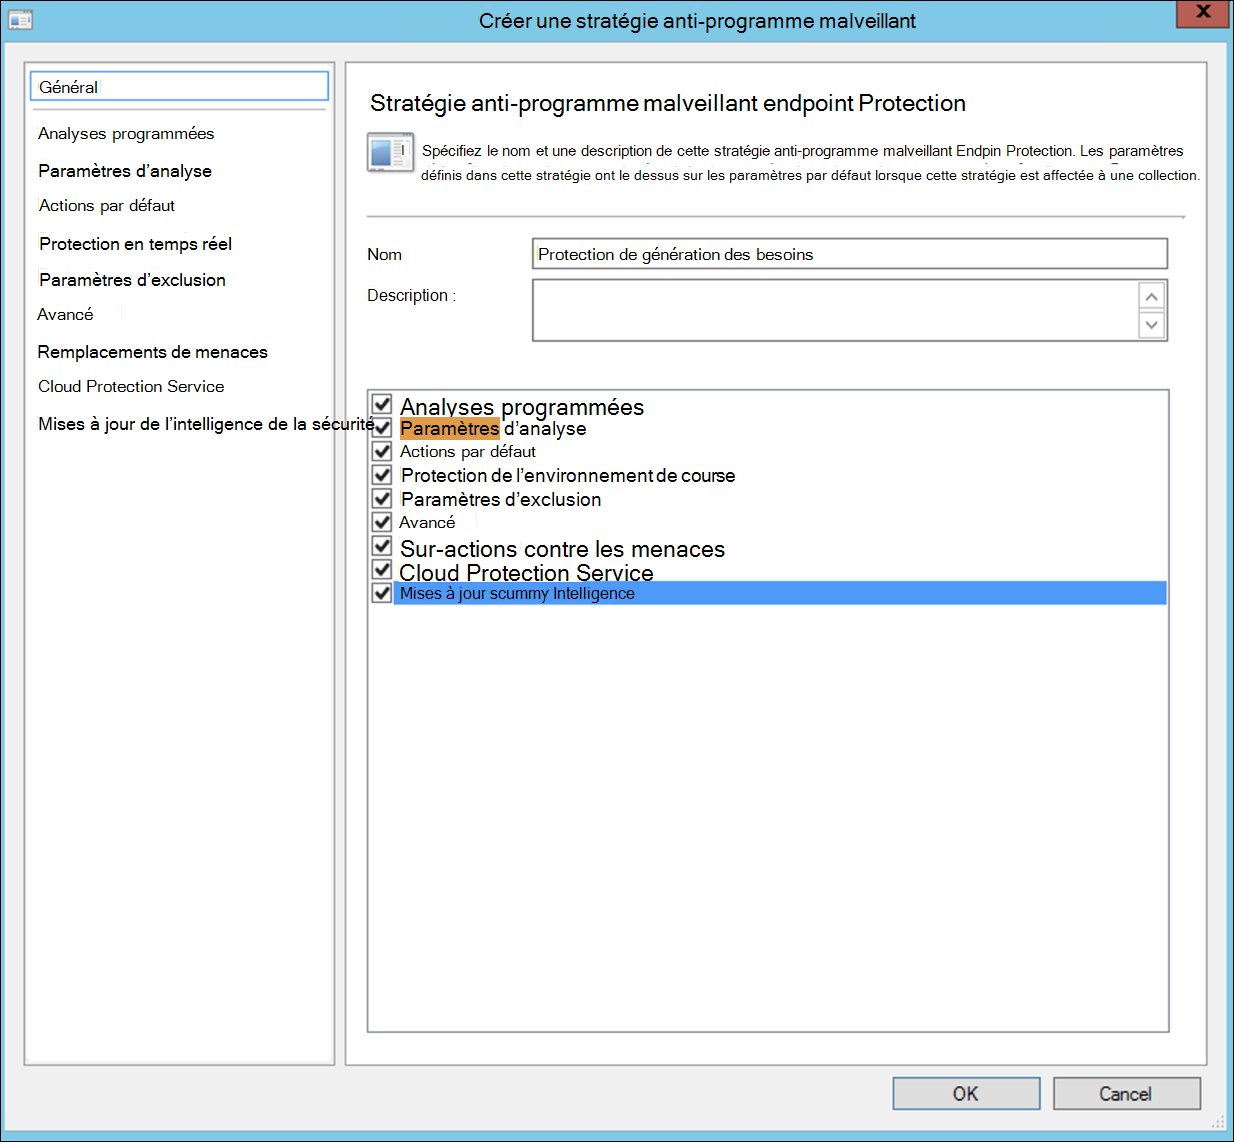 Créer une stratégie anti-programme malveillant
X
Général
Analyses programmées
Paramètres d'analyse
Actions par défaut
Protection en temps réel
Paramètres d'exclusion
Avancé
Remplacements de menaces
Cloud Protection Service
Mises à jour de l'intelligence de la sécurité
Stratégie anti-programme malveillant endpoint Protection
Spécifiez le nom et une description de cette stratégie anti-programme malveillant Endpin Protection. Les paramètres
définis dans cette stratégie ont le dessus sur les paramètres par défaut lorsque cette stratégie est affectée à une collection.
Nom
Protection de génération des besoins
Description :
Analyses programmées
Paramètres d'analyse
Actions par défaut
Protection de l'environnement de course
Paramètres d'exclusion
Avancé
Sur-actions contre les menaces
Cloud Protection Service
Mises à jour scummy Intelligence
OK
Cancel